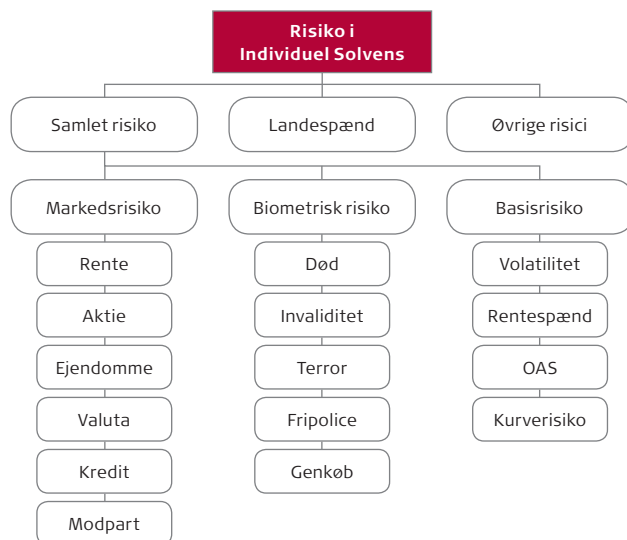 Risiko i
Individuel Solvens
Samlet risiko
Landespænd
Øvrige risici
Markedsrisiko
Biometrisk risiko
Basisrisiko
Rente
Død
Volatilitet
Aktie
Invaliditet
Rentespænd
Ejendomme
Terror
OAS
Valuta
Fripolice
Kurverisiko
Kredit
Genkøb
Modpart